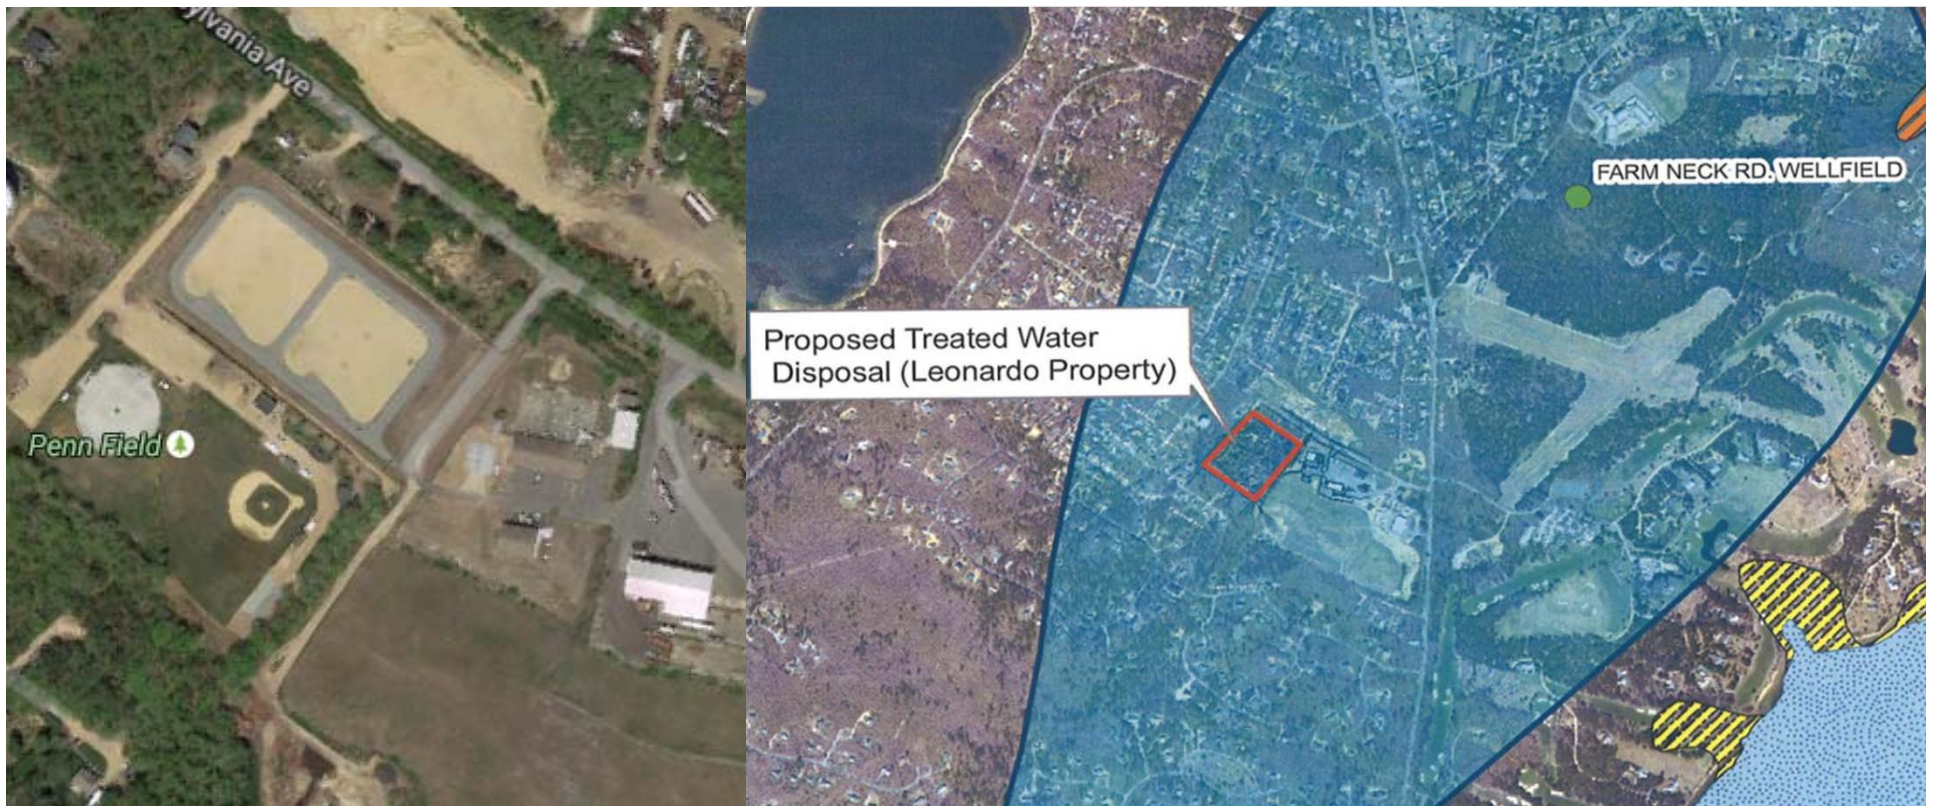 ylvania Ave
Penn Field
FARM NECK RD. WELLFIELD
Proposed Treated Water
Disposal (Leonardo Property)